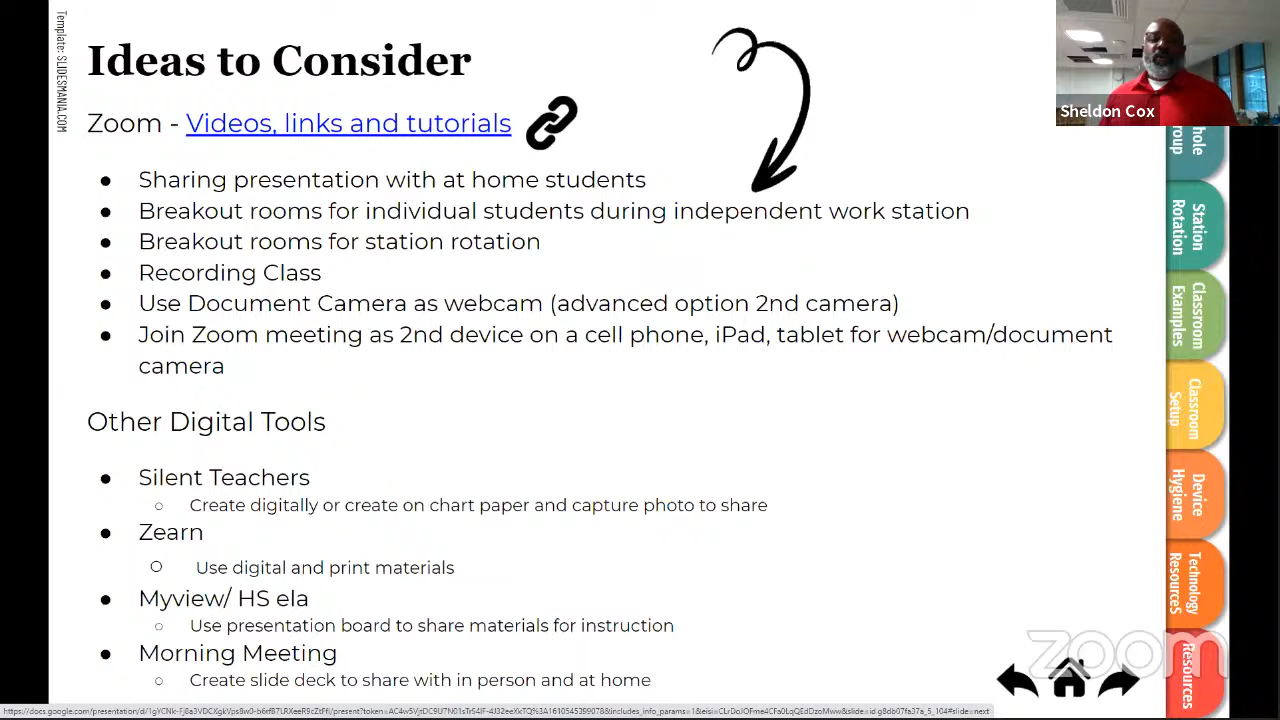 Template: SLIDESMANIA.COM
Ideas to Consider
Zoom - Videos, links and tutorials
● Sharing presentation with at home students
● Breakout rooms for individual students during independent work station
● Breakout rooms for station rotation
● Recording Class
● Use Document Camera as webcam (advanced option 2nd camera)
● Join Zoom meeting as 2nd device on a cell phone, iPad, tablet for webcam/document
camera
Other Digital Tools
● Silent Teachers
○ Create digitally or create on chart paper and capture photo to share
● Zearn
○ Use digital and print materials
● Myview/ HS ela
○ Use presentation board to share materials for instruction
● Morning Meeting
○ Create slide deck to share with in person and at home
Sheldon Cox
hole
oup
Station
Rotation
Classroom
Examples
Classroom
Setup
Device
Hygiene
Technology
ResourceS
Resources
zoom